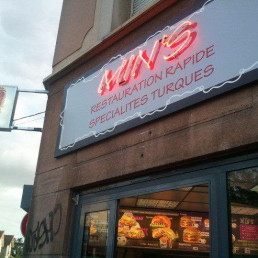 MIN'S
RESTAURATION RAPIDE
SPECIALITES TURQUES